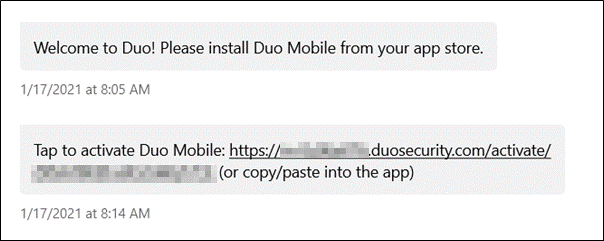 Welcome to Duo! Please install Duo Mobile from your app store.
1/17/2021 at 8:05 AM
Tap to activate Duo Mobile: https://.duosecurity.com/activate/
(or copy/paste into the app)
1/17/2021 at 8:14 AM